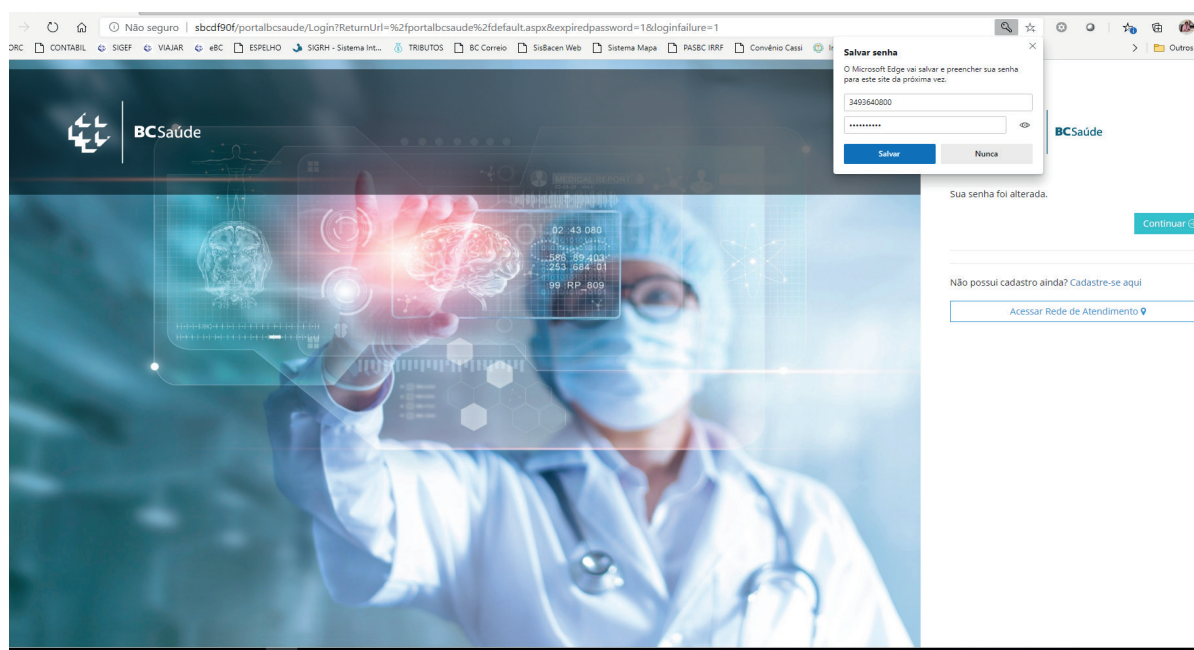 Não seguro | sbcdf90f/portalbcsaude/Login?ReturnUrl=%2fportalbcsaude%2fdefault.aspx&expiredpassword=1&loginfailure=1
ORC CONTABIL SIGEF VIAJAR eBC ESPELHO SIGRH - Sistema Int... TRIBUTOS BC Correio SisBacen Web Sistema Mapa PASBC IRRF Convênio Cassi > Outros
Salvar senha
O Microsoft Edge vai salvar e preencher sua senha
para este site da próxima vez.
3493640800
••••••••••
Salvar Nunca
BCSaúde
BCSaúde
MEDICAL REPORT
02 43 080
586 89 403
253 684 01
99 RP_809
Sua senha foi alterada.
Continuar
Não possui cadastro ainda? Cadastre-se aqui
Acessar Rede de Atendimento